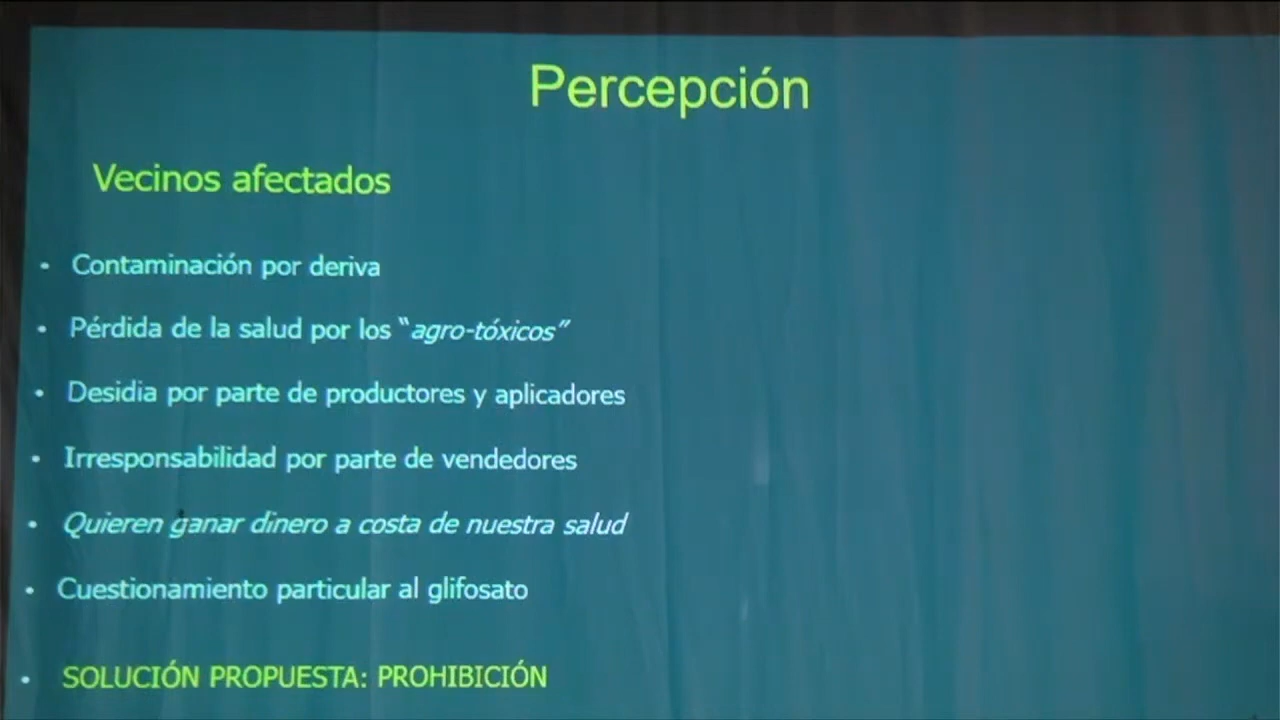 Percepción
Vecinos afectados
• Contaminación por deriva
• Pérdida de la salud por los "agro-tóxicos"
• Desidia por parte de productores y aplicadores
• Irresponsabilidad por parte de vendedores
• Quieren ganar dinero a costa de nuestra salud
• Cuestionamiento particular al glifosato
• SOLUCIÓN PROPUESTA: PROHIBICIÓN